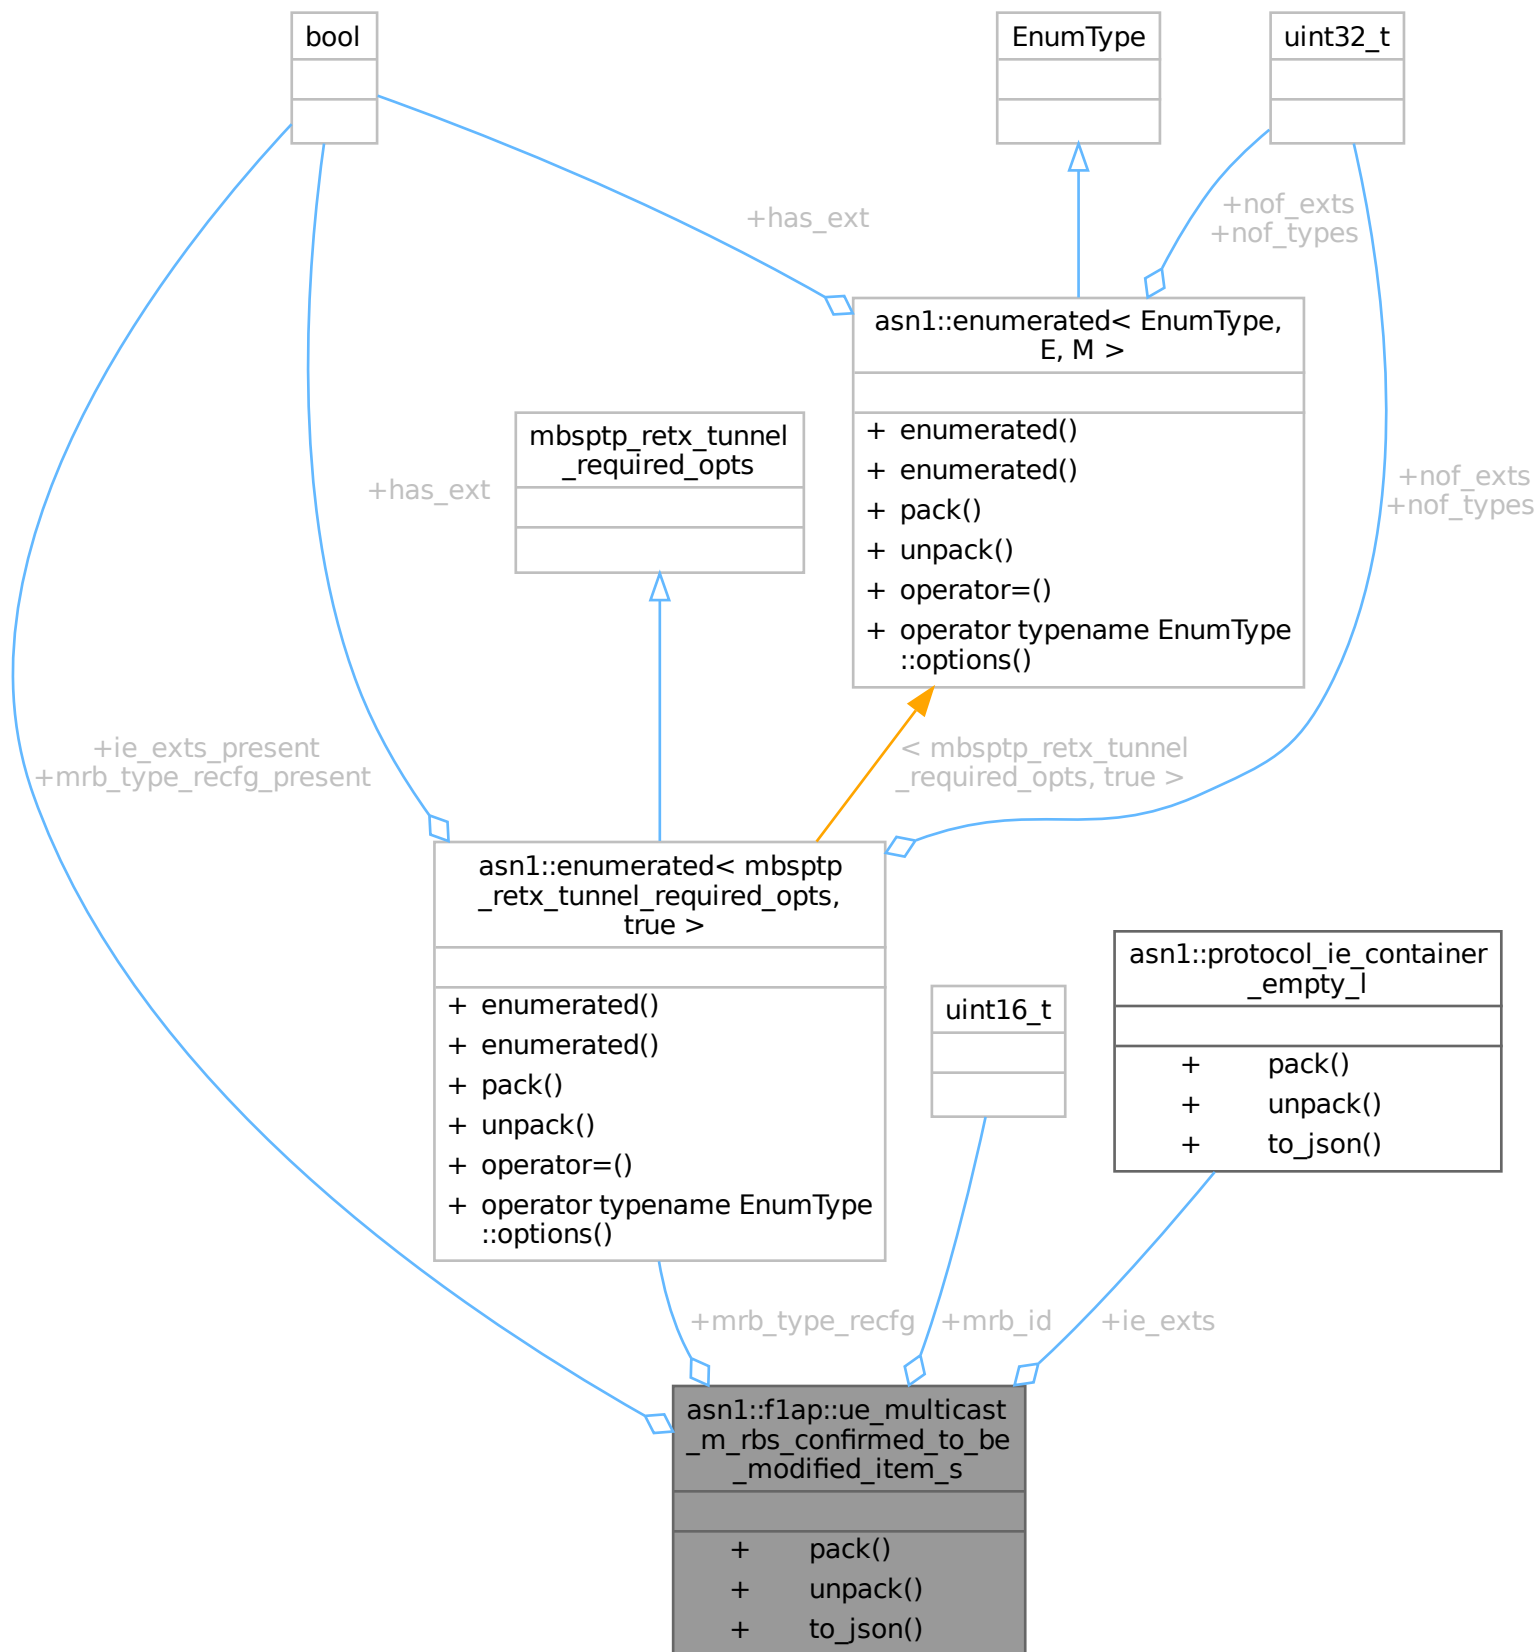 bool
EnumType
uint32_t
+has_ext
+nof_exts
+nof_types
asn1::enumerated< EnumType,
E, M >
+ enumerated()
+ enumerated()
+ pack()
+ unpack()
+ operator=()
+ operator typename EnumType
::options()
mbsptp_retx_tunnel
_required_opts
+has_ext
+nof_exts
+nof_types
+ie_exts_present
+mrb_type_recfg_present
< mbsptp_retx_tunnel
_required_opts, true >
asn1::enumerated< mbsptp
_retx_tunnel_required_opts,
true >
+ enumerated()
+ enumerated()
+ pack()
+ unpack()
+ operator=()
+ operator typename EnumType
::options()
uint16_t
asn1::protocol_ie_container
_empty_l
+ pack()
+ unpack()
+ to_json()
+mrb_type_recfg
+mrb_id
+ie_exts
asn1::f1ap::ue_multicast
_m_rbs_confirmed_to_be
_modified_item_s
+ pack()
+ unpack()
+ to_json()